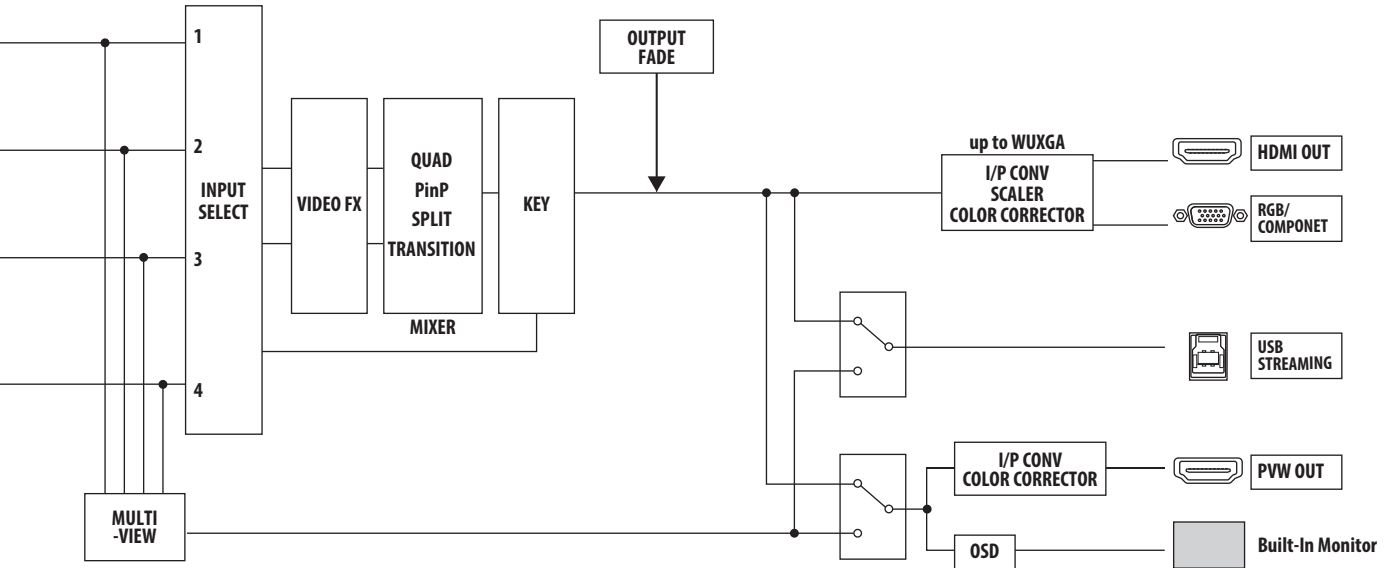 1
2
3
4
INPUT
SELECT
VIDEO FX
QUAD
PinP
SPLIT
TRANSITION
MIXER
KEY
OUTPUT
FADE
up to WUXGA
I/P CONV
SCALER
COLOR CORRECTOR
HDMI OUT
RGB/
COMPONET
USB
STREAMING
I/P CONV
COLOR CORRECTOR
PVW OUT
MULTI
-VIEW
OSD
Built-In Monitor